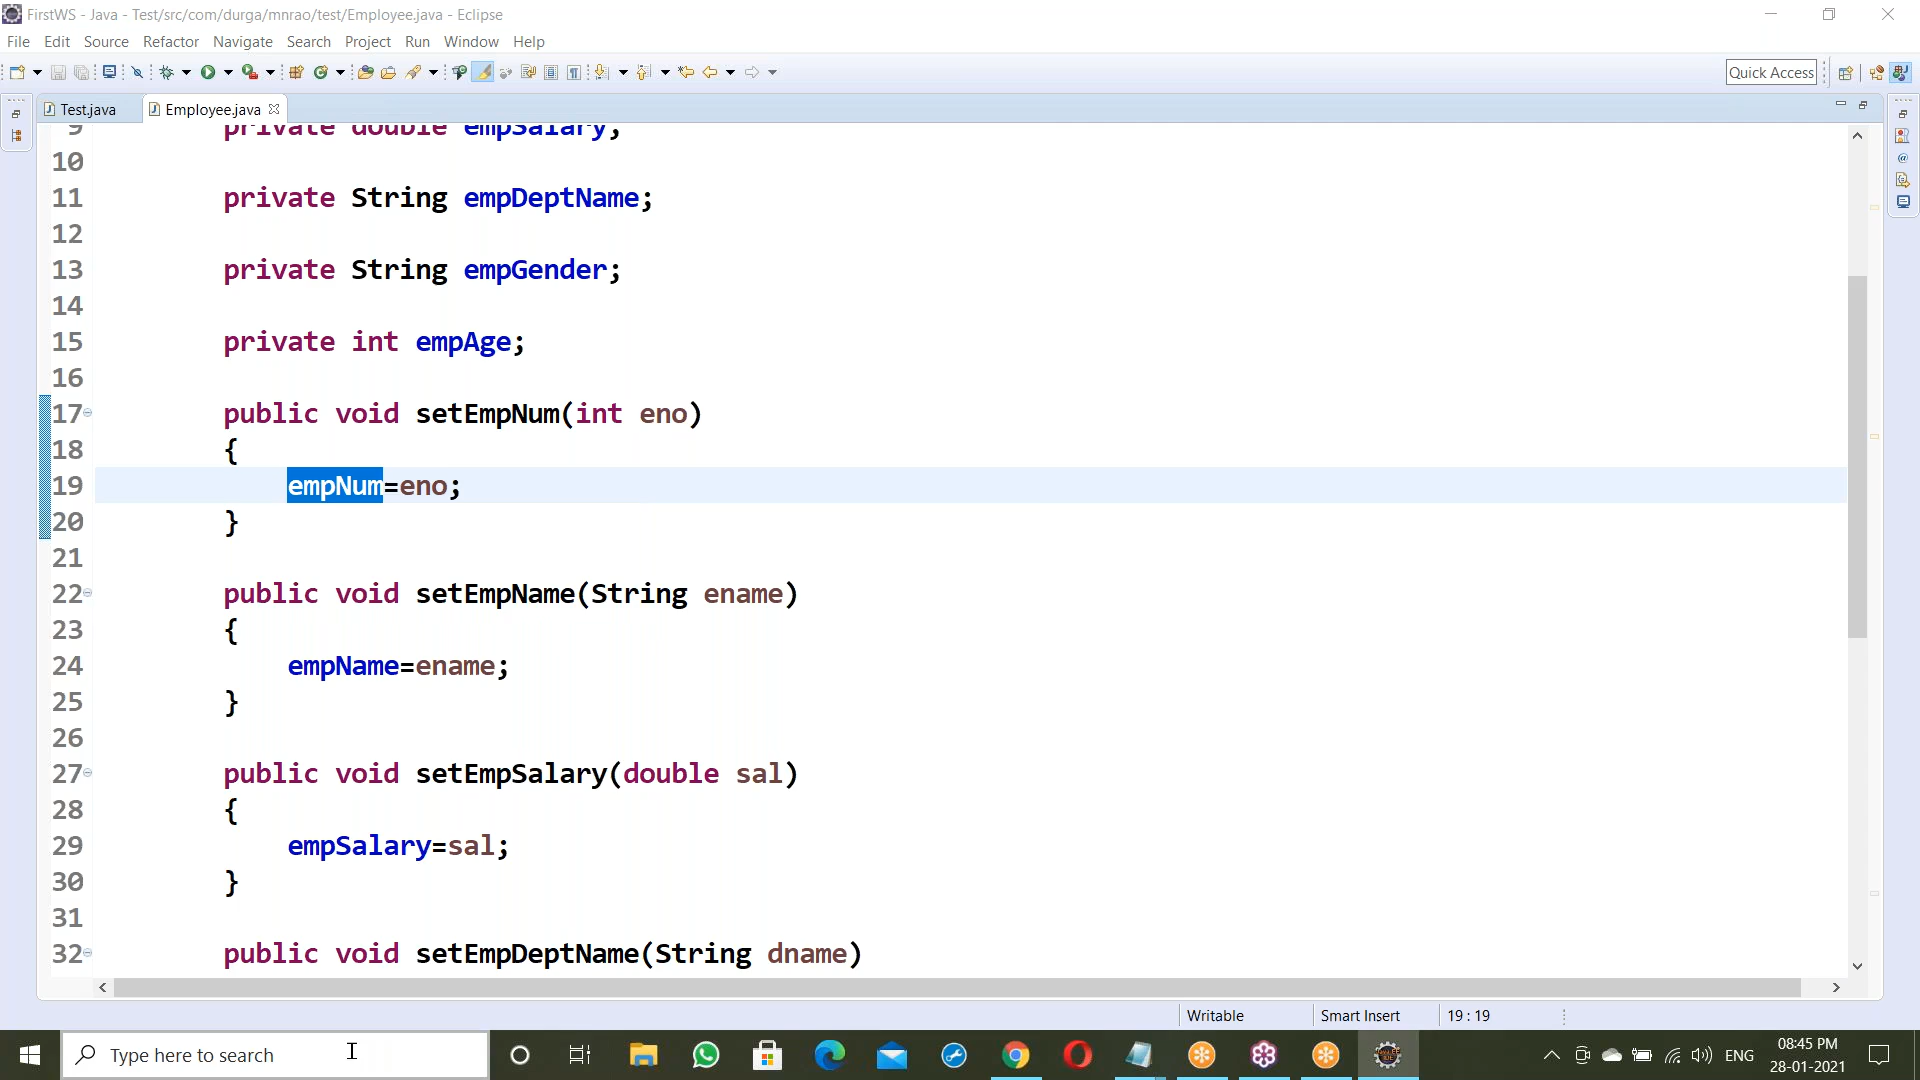 FirstWS - Java - Test/src/com/durga/mnrao/test/Employee.java - Eclipse
File Edit Source Refactor Navigate Search Project Run Window Help
Quick Access
Test.java Employee.java
9 private double empSalary;
10
11 private String empDeptName;
12
13 private String empGender;
14
15 private int empAge;
16
17 public void setEmpNum(int eno)
18 {
19 empNum=eno;
20 }
21
22 public void setEmpName(String ename)
23 {
24 empName=ename;
25 }
26
27 public void setEmpSalary(double sal)
28 {
29 empSalary=sal;
30 }
31
32 public void setEmpDeptName(String dname)
Writable Smart Insert 19 : 19
Type here to search
ENG
08:45 PM
28-01-2021